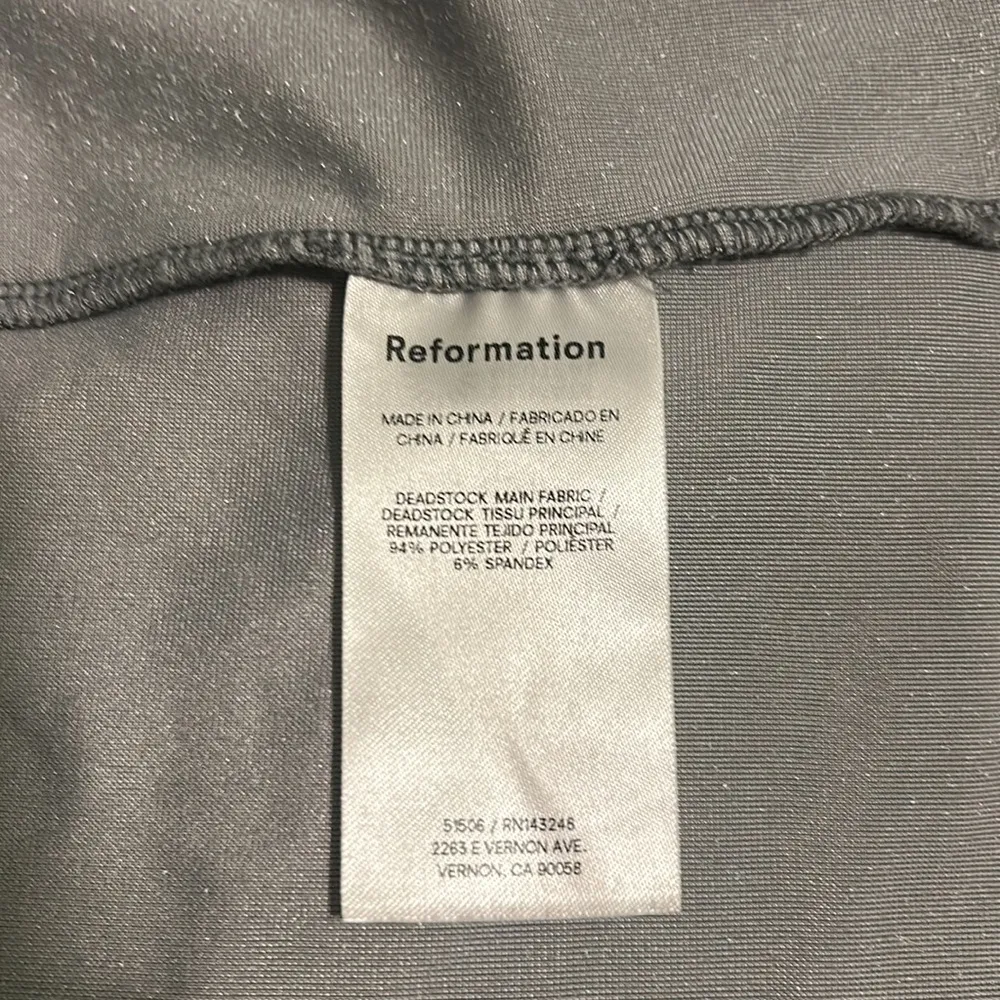 Reformation
MADE IN CHINA / FABRICADO EN
CHINA / FABRIQUÉ EN CHINE
DEADSTOCK MAIN FABRIC /
DEADSTOCK TISSU PRINCIPAL /
REMANENTE TEJIDO PRINCIPAL
94% POLYESTER / POLIÉSTER
6% SPANDEX
51506 / RN143246
2263 E VERNON AVE.
VERNON, CA 90058